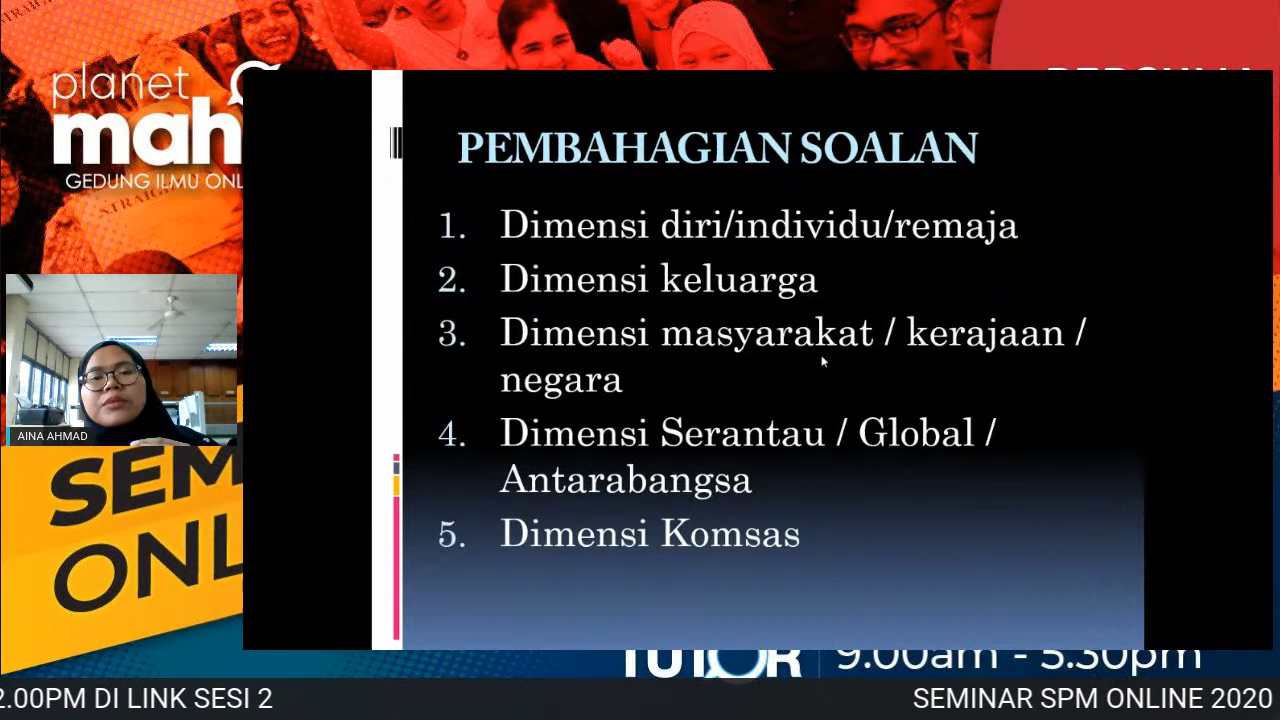 planet
mah
GEDUNG ILMU ONL
PEMBAHAGIAN SOALAN
1. Dimensi diri/individu/remaja
2. Dimensi keluarga
3. Dimensi masyarakat / kerajaan /
negara
4. Dimensi Serantau / Global /
Antarabangsa
5. Dimensi Komsas
AINA AHMAD
SEM
ONL
TUTOR
9.00am - 5.30pm
2.00PM DI LINK SESI 2
SEMINAR SPM ONLINE 2020